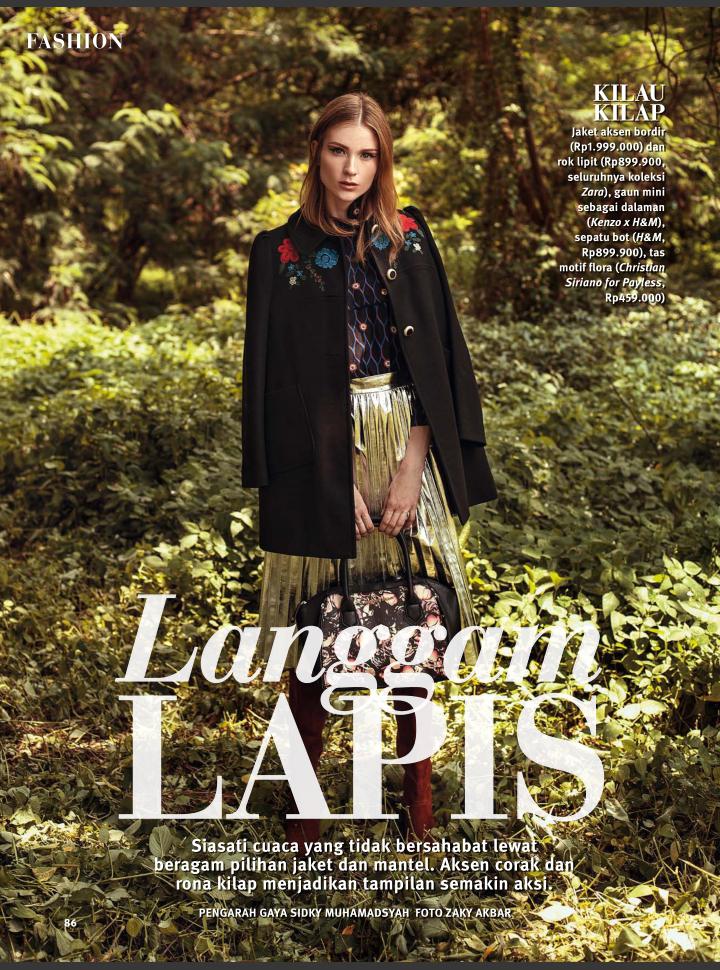 FASHION
KILAU
KILAP
Jaket aksen bordir
(Rp1.999.000) dan
rok lipit (Rp899.900,
seluruhnya koleksi
Zara), gaun mini
sebagai dalaman
(Kenzo x H&M),
sepatu bot (H&M,
Rp899.900), tas
motif flora (Christian
Siriano for Payless,
Rp459.000)
Langgam
LAPIS
Siasati cuaca yang tidak bersahabat lewat
beragam pilihan jaket dan mantel. Aksen corak dan
rona kilap menjadikan tampilan semakin aksi.
PENGARAH GAYA SIDKY MUHAMADSYAH FOTO ZAKY AKBAR
86